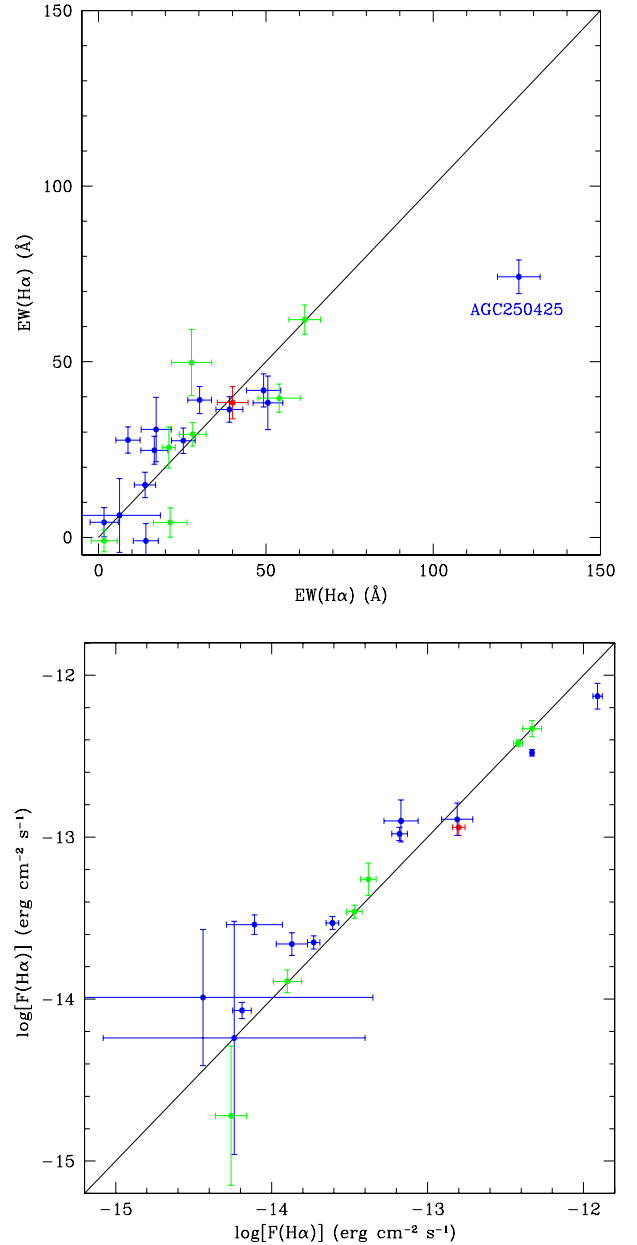 150
100
50
0
EW(Hα) (Å)
AGC250425
0 50 100 150
EW(Hα) (Å)
−12
−13
−14
−15
log[F(Hα)] (erg cm⁻² s⁻¹)
−15 −14 −13 −12
log[F(Hα)] (erg cm⁻² s⁻¹)